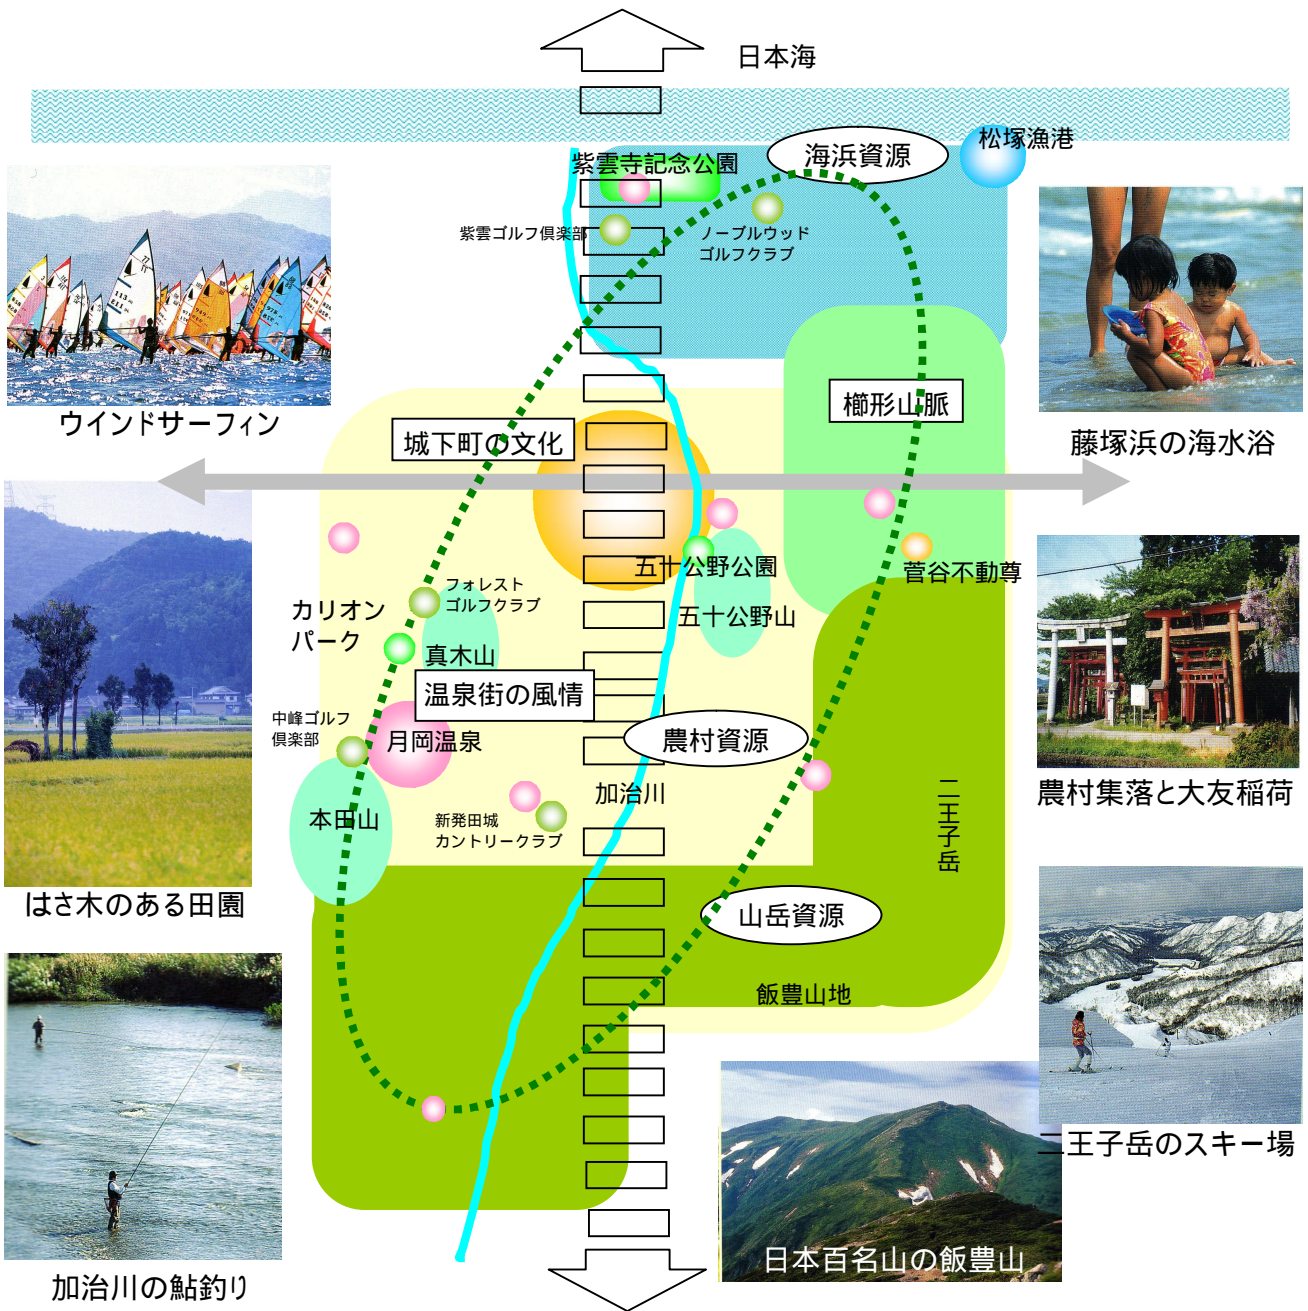 日本海
松塚漁港
海浜資源
紫雲寺記念公園
紫雲ゴルフ倶楽部
ノーブルウッド
ゴルフクラブ
ウインドサーフィン
櫛形山脈
城下町の文化
藤塚浜の海水浴
五十公野公園
菅谷不動尊
フォレスト
ゴルフクラブ
カリオン
パーク
五十公野山
真木山
温泉街の風情
中峰ゴルフ
倶楽部
月岡温泉
農村資源
加治川
農村集落と大友稲荷
二王子岳
本田山
新発田城
カントリークラブ
はさ木のある田園
山岳資源
飯豊山地
二王子岳のスキー場
日本百名山の飯豊山
加治川の鮎釣り